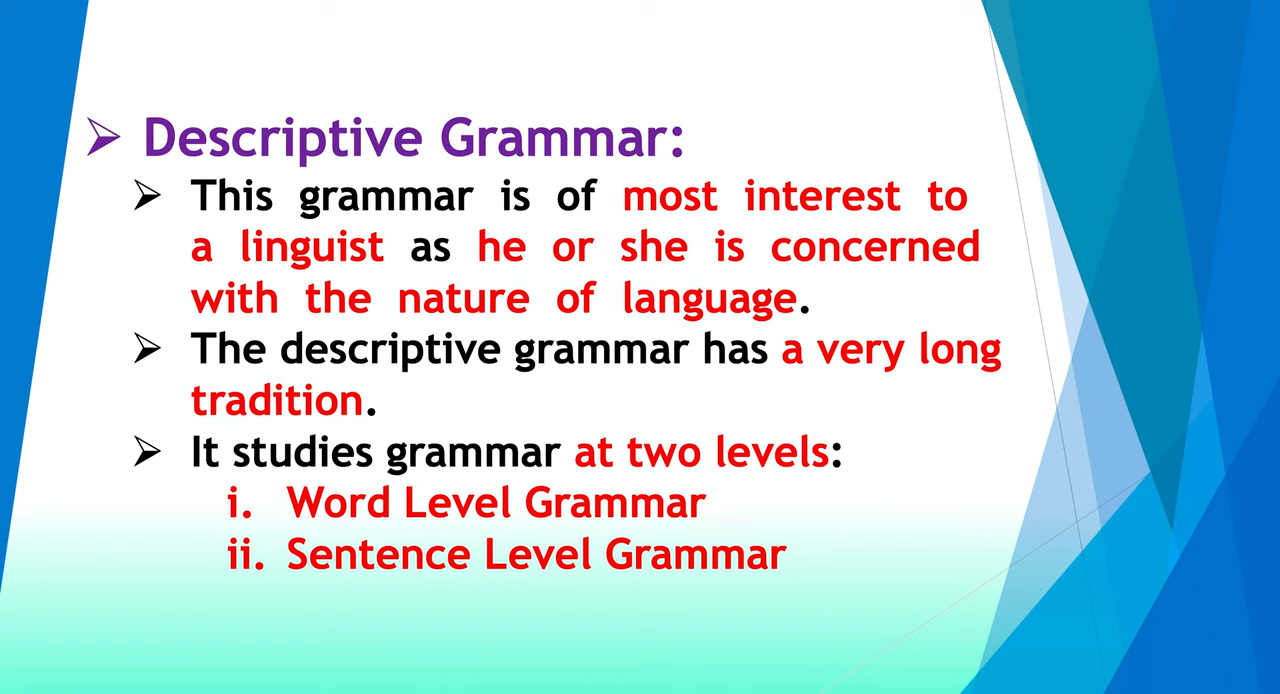 ➢ Descriptive Grammar:
➢ This grammar is of most interest to
a linguist as he or she is concerned
with the nature of language.
➢ The descriptive grammar has a very long
tradition.
➢ It studies grammar at two levels:
i. Word Level Grammar
ii. Sentence Level Grammar